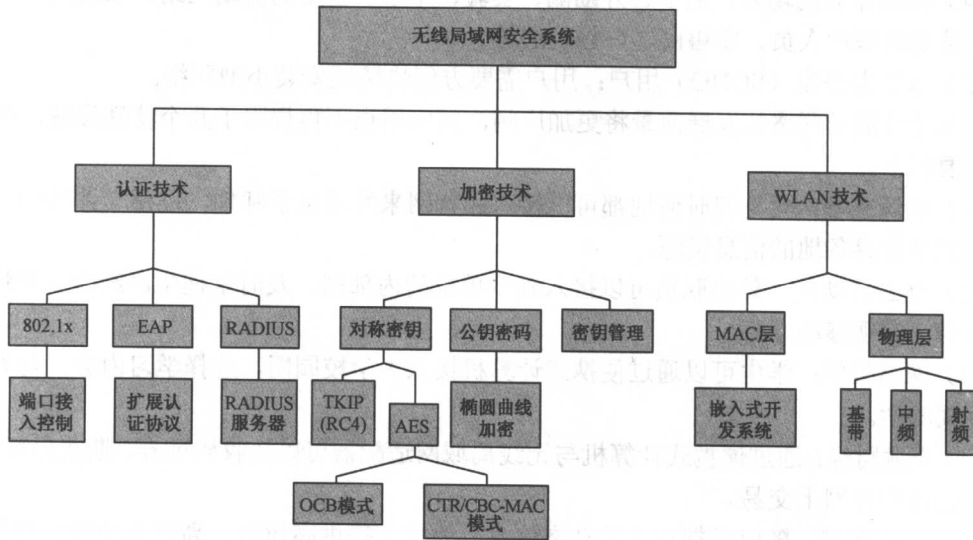 无线局域网安全系统
认证技术
加密技术
WLAN技术
802.1x
EAP
RADIUS
对称密钥
公钥密码
密钥管理
MAC层
物理层
端口接
入控制
扩展认
证协议
RADIUS
服务器
TKIP
(RC4)
AES
椭圆曲线
加密
嵌入式开
发系统
基
带
中
频
射
频
OCB模式
CTR/CBC-MAC
模式